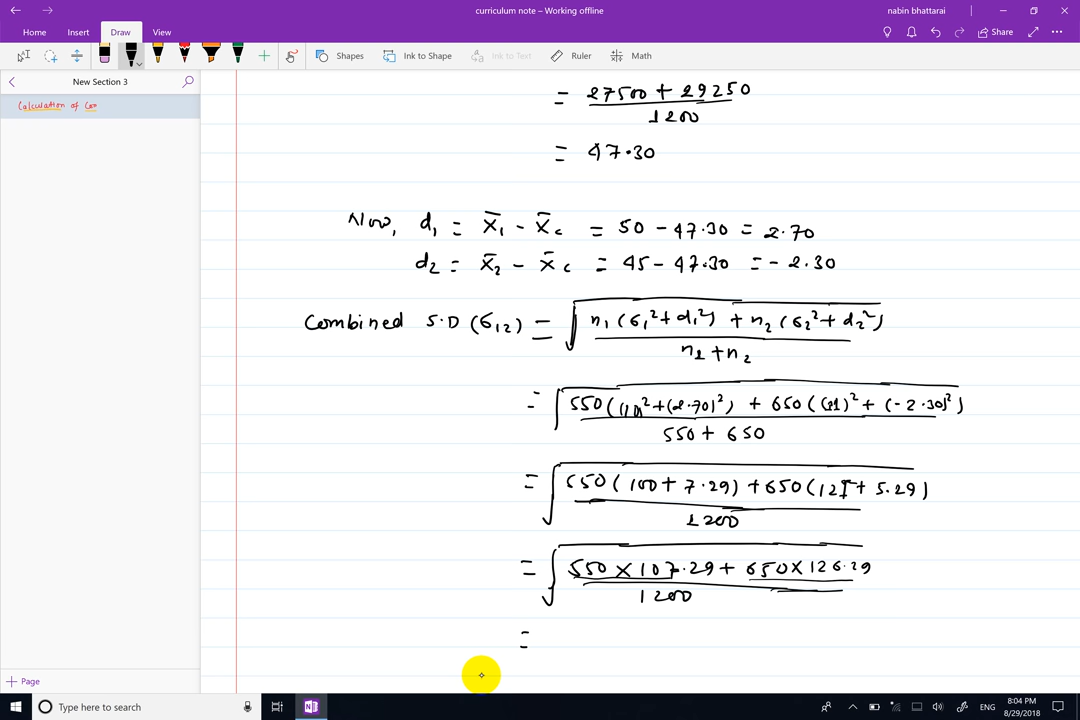 curriculum note – Working offline
nabin bhattarai
Home Insert Draw View
Share
Shapes Ink to Shape Ink to Text Ruler Math
New Section 3
Calculation of Com
Page
= 27500 + 29250
1200
= 47.30
Now, d₁ = X̄₁ - X̄c = 50 - 47.30 = 2.70
d₂ = X̄₂ - X̄c = 45 - 47.30 = - 2.30
Combined S.D (σ₁₂) = √ n₁(σ₁²+d₁²) + n₂(σ₂²+d₂²)
n₁ + n₂
= √ 550(10)²+(2.70)²) + 650((11)²+(-2.30)²)
550 + 650
= √ 550(100+7.29)+650(121+5.29)
1200
= √ 550×107.29+650×126.29
1200
=
Type here to search
ENG
8:04 PM
8/29/2018